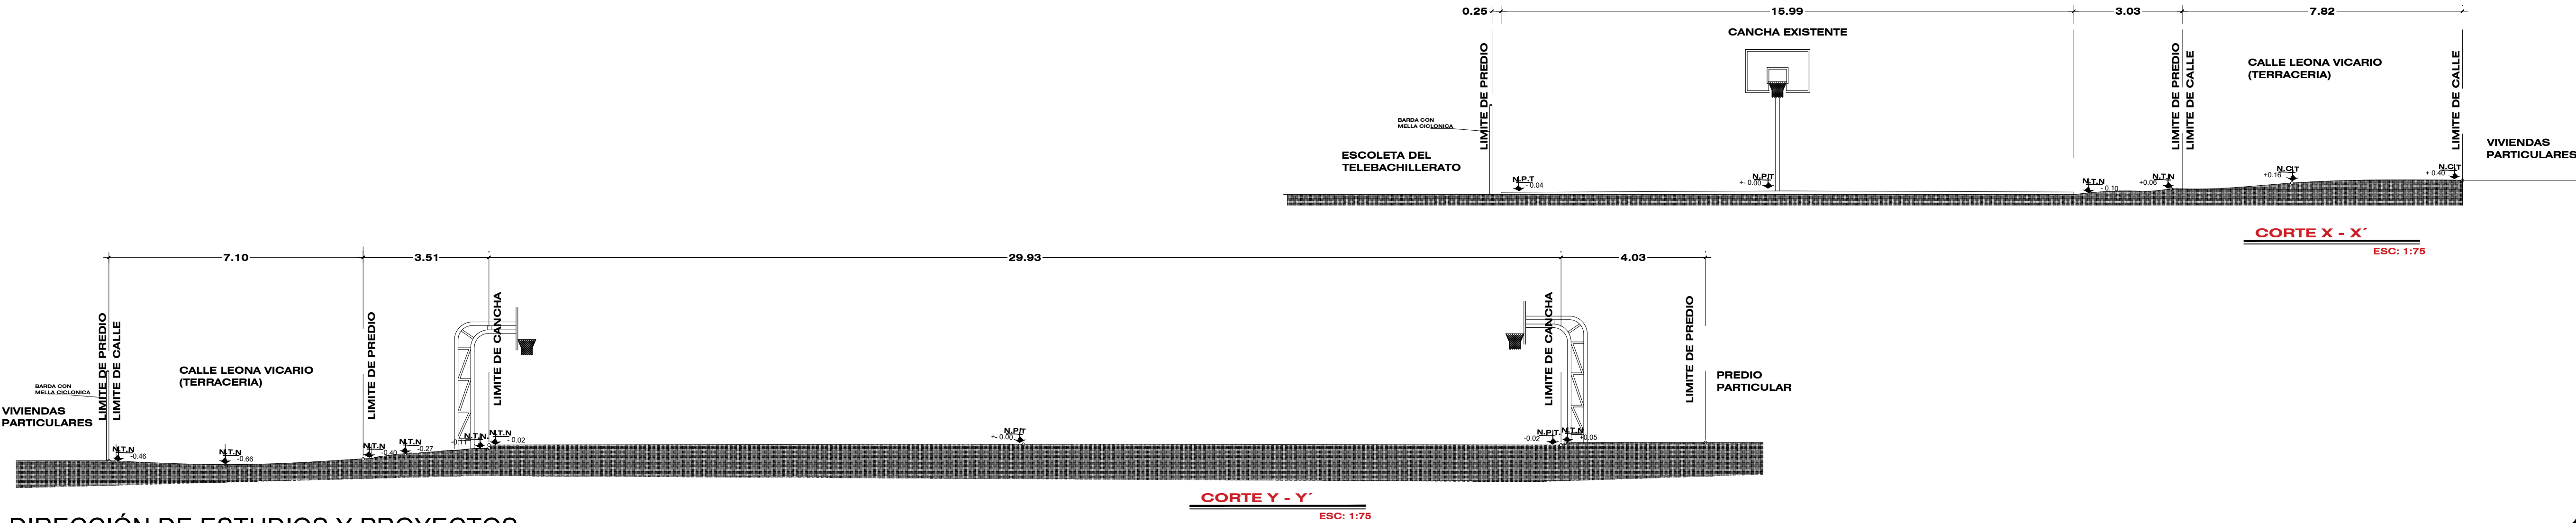 0.25
15.99
3.03
7.82
CANCHA EXISTENTE
LIMITE DE PREDIO
LIMITE DE PREDIO
LIMITE DE CALLE
CALLE LEONA VICARIO
(TERRACERIA)
LIMITE DE CALLE
BARDA CON
MELLA CICLONICA
ESCOLETA DEL
TELEBACHILLERATO
VIVIENDAS
PARTICULARES
N.P.T
- 0.04
N.P.T
+- 0.00
N.T.N
- 0.10
N.T.N
+0.06
N.C.T
+0.16
N.C.T
+ 0.40
CORTE X - X´
ESC: 1:75
7.10
3.51
29.93
4.03
LIMITE DE PREDIO
LIMITE DE CALLE
CALLE LEONA VICARIO
(TERRACERIA)
LIMITE DE PREDIO
LIMITE DE CANCHA
LIMITE DE CANCHA
LIMITE DE PREDIO
PREDIO
PARTICULAR
BARDA CON
MELLA CICLONICA
VIVIENDAS
PARTICULARES
N.T.N
-0.46
N.T.N
-0.66
N.T.N
-0.40
N.T.N
-0.27
N.T.N
-0.11
N.T.N
- 0.02
N.P.T
+- 0.00
N.P.T.
-0.02
N.T.N
+0.05
CORTE Y - Y´
ESC: 1:75
DIRECCIÓN DE ESTUDIOS Y PROYECTOS